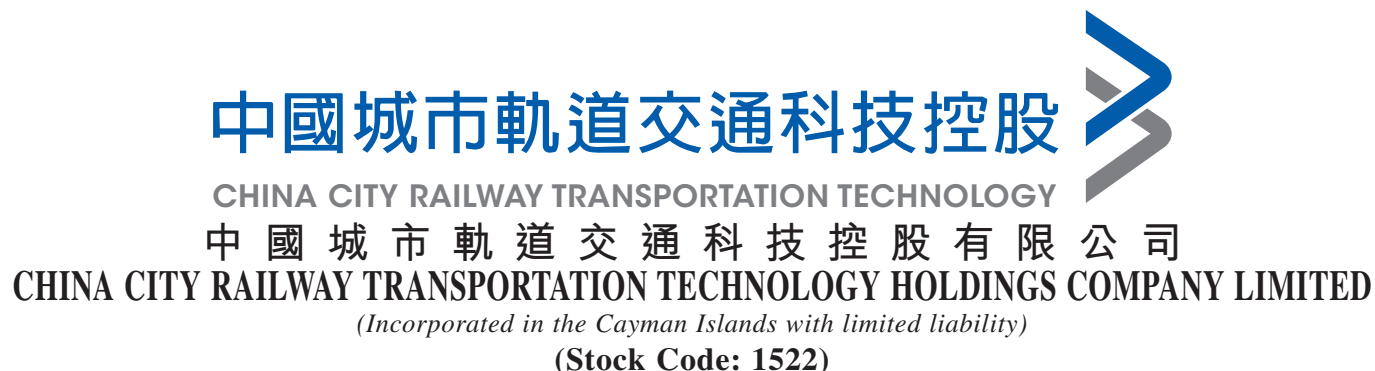 中國城市軌道交通科技控股
CHINA CITY RAILWAY TRANSPORTATION TECHNOLOGY
中國城市軌道交通科技控股有限公司
CHINA CITY RAILWAY TRANSPORTATION TECHNOLOGY HOLDINGS COMPANY LIMITED
(Incorporated in the Cayman Islands with limited liability)
(Stock Code: 1522)